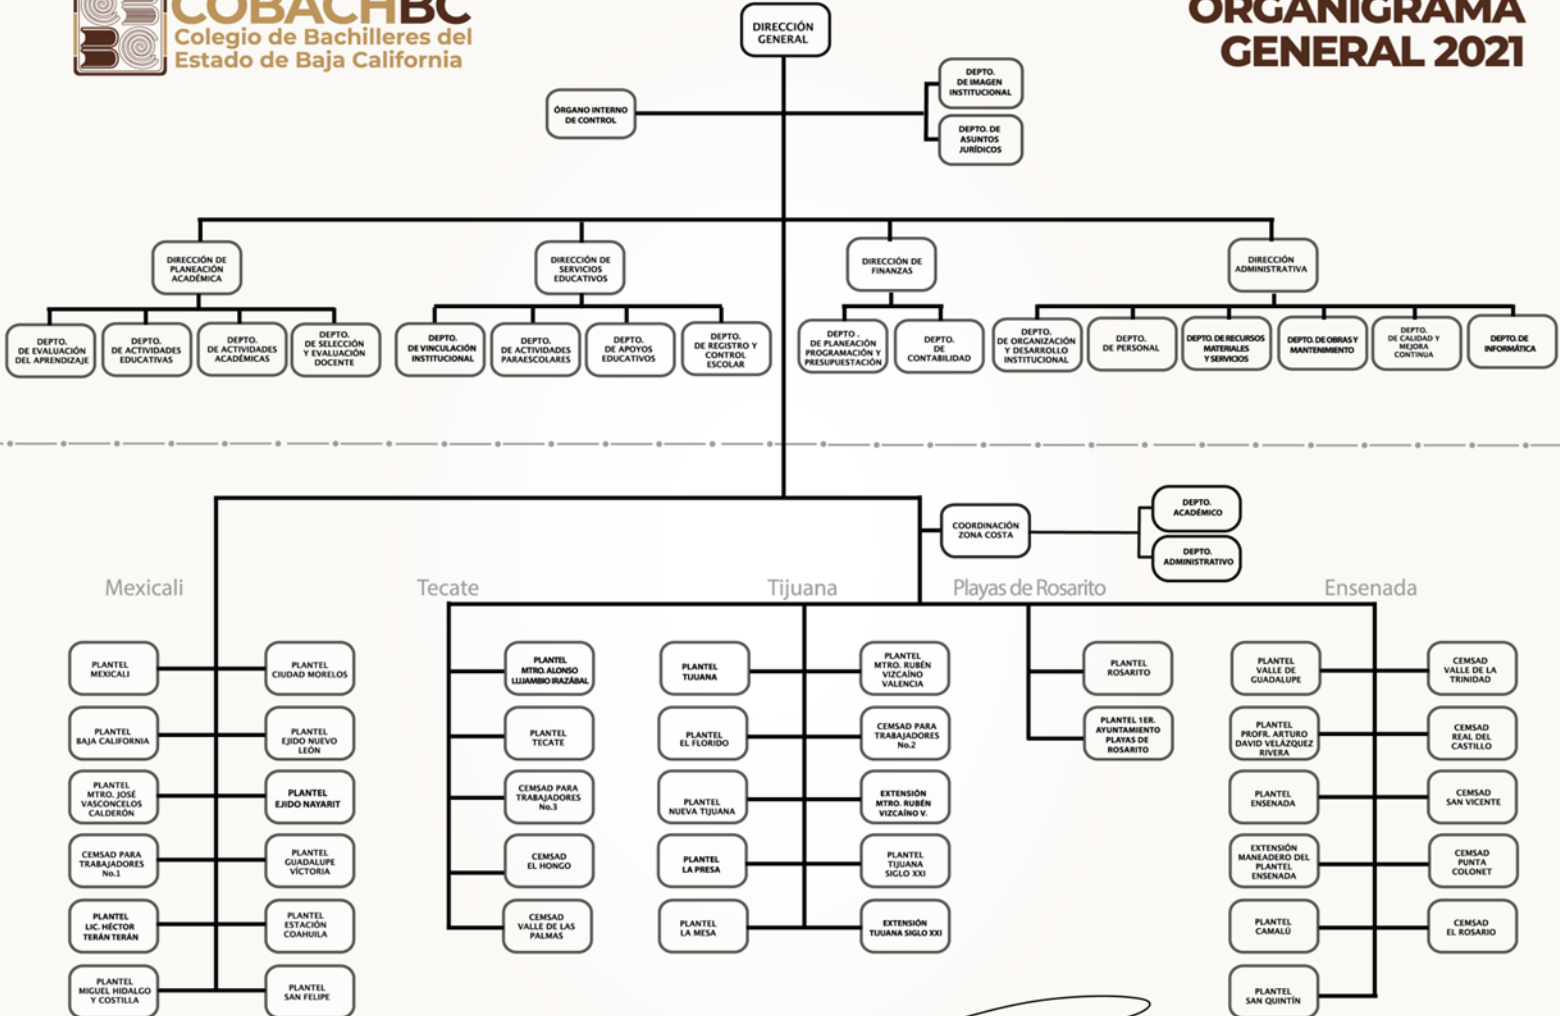 COBACHBC
Colegio de Bachilleres del
Estado de Baja California
ORGANIGRAMA
GENERAL 2021
DIRECCIÓN
GENERAL
ÓRGANO INTERNO
DE CONTROL
DEPTO.
DE IMAGEN
INSTITUCIONAL
DEPTO. DE
ASUNTOS
JURÍDICOS
DIRECCIÓN DE
PLANEACIÓN
ACADÉMICA
DIRECCIÓN DE
SERVICIOS
EDUCATIVOS
DIRECCIÓN DE
FINANZAS
DIRECCIÓN
ADMINISTRATIVA
DEPTO.
DE EVALUACIÓN
DEL APRENDIZAJE
DEPTO.
DE ACTIVIDADES
EDUCATIVAS
DEPTO.
DE ACTIVIDADES
ACADÉMICAS
DEPTO.
DE SELECCIÓN
Y EVALUACIÓN
DOCENTE
DEPTO.
DE VINCULACIÓN
INSTITUCIONAL
DEPTO.
DE ACTIVIDADES
PARAESCOLARES
DEPTO.
DE APOYOS
EDUCATIVOS
DEPTO.
DE REGISTRO Y
CONTROL
ESCOLAR
DEPTO .
DE PLANEACIÓN
PROGRAMACIÓN Y
PRESUPUESTACIÓN
DEPTO.
DE
CONTABILIDAD
DEPTO.
DE ORGANIZACIÓN
Y DESARROLLO
INSTITUCIONAL
DEPTO.
DE PERSONAL
DEPTO. DE RECURSOS
MATERIALES
Y SERVICIOS
DEPTO. DE OBRAS Y
MANTENIMIENTO
DEPTO.
DE CALIDAD Y
MEJORA
CONTINUA
DEPTO. DE
INFORMÁTICA
COORDINACIÓN
ZONA COSTA
DEPTO.
ACADÉMICO
DEPTO.
ADMINISTRATIVO
Mexicali
Tecate
Tijuana
Playas de Rosarito
Ensenada
PLANTEL
MEXICALI
PLANTEL
CIUDAD MORELOS
PLANTEL
BAJA CALIFORNIA
PLANTEL
EJIDO NUEVO
LEÓN
PLANTEL
MTRO. JOSÉ
VASCONCELOS
CALDERÓN
PLANTEL
EJIDO NAYARIT
CEMSAD PARA
TRABAJADORES
No.1
PLANTEL
GUADALUPE
VÍCTORIA
PLANTEL
LIC. HÉCTOR
TERÁN TERÁN
PLANTEL
ESTACIÓN
COAHUILA
PLANTEL
MIGUEL HIDALGO
Y COSTILLA
PLANTEL
SAN FELIPE
PLANTEL
MTRO. ALONSO
LUJAMBIO IRAZÁBAL
PLANTEL
TECATE
CEMSAD PARA
TRABAJADORES
No.3
CEMSAD
EL HONGO
CEMSAD
VALLE DE LAS
PALMAS
PLANTEL
TIJUANA
PLANTEL
MTRO. RUBÉN
VIZCAÍNO
VALENCIA
PLANTEL
EL FLORIDO
CEMSAD PARA
TRABAJADORES
No.2
PLANTEL
NUEVA TIJUANA
EXTENSIÓN
MTRO. RUBÉN
VIZCAÍNO V.
PLANTEL
LA PRESA
PLANTEL
TIJUANA
SIGLO XXI
PLANTEL
LA MESA
EXTENSIÓN
TIJUANA SIGLO XXI
PLANTEL
ROSARITO
PLANTEL 1ER.
AYUNTAMIENTO
PLAYAS DE
ROSARITO
PLANTEL
VALLE DE
GUADALUPE
CEMSAD
VALLE DE LA
TRINIDAD
PLANTEL
PROFR. ARTURO
DAVID VELÁZQUEZ
RIVERA
CEMSAD
REAL DEL
CASTILLO
PLANTEL
ENSENADA
CEMSAD
SAN VICENTE
EXTENSIÓN
MANEADERO DEL
PLANTEL
ENSENADA
CEMSAD
PUNTA
COLONET
PLANTEL
CAMALÚ
CEMSAD
EL ROSARIO
PLANTEL
SAN QUINTÍN